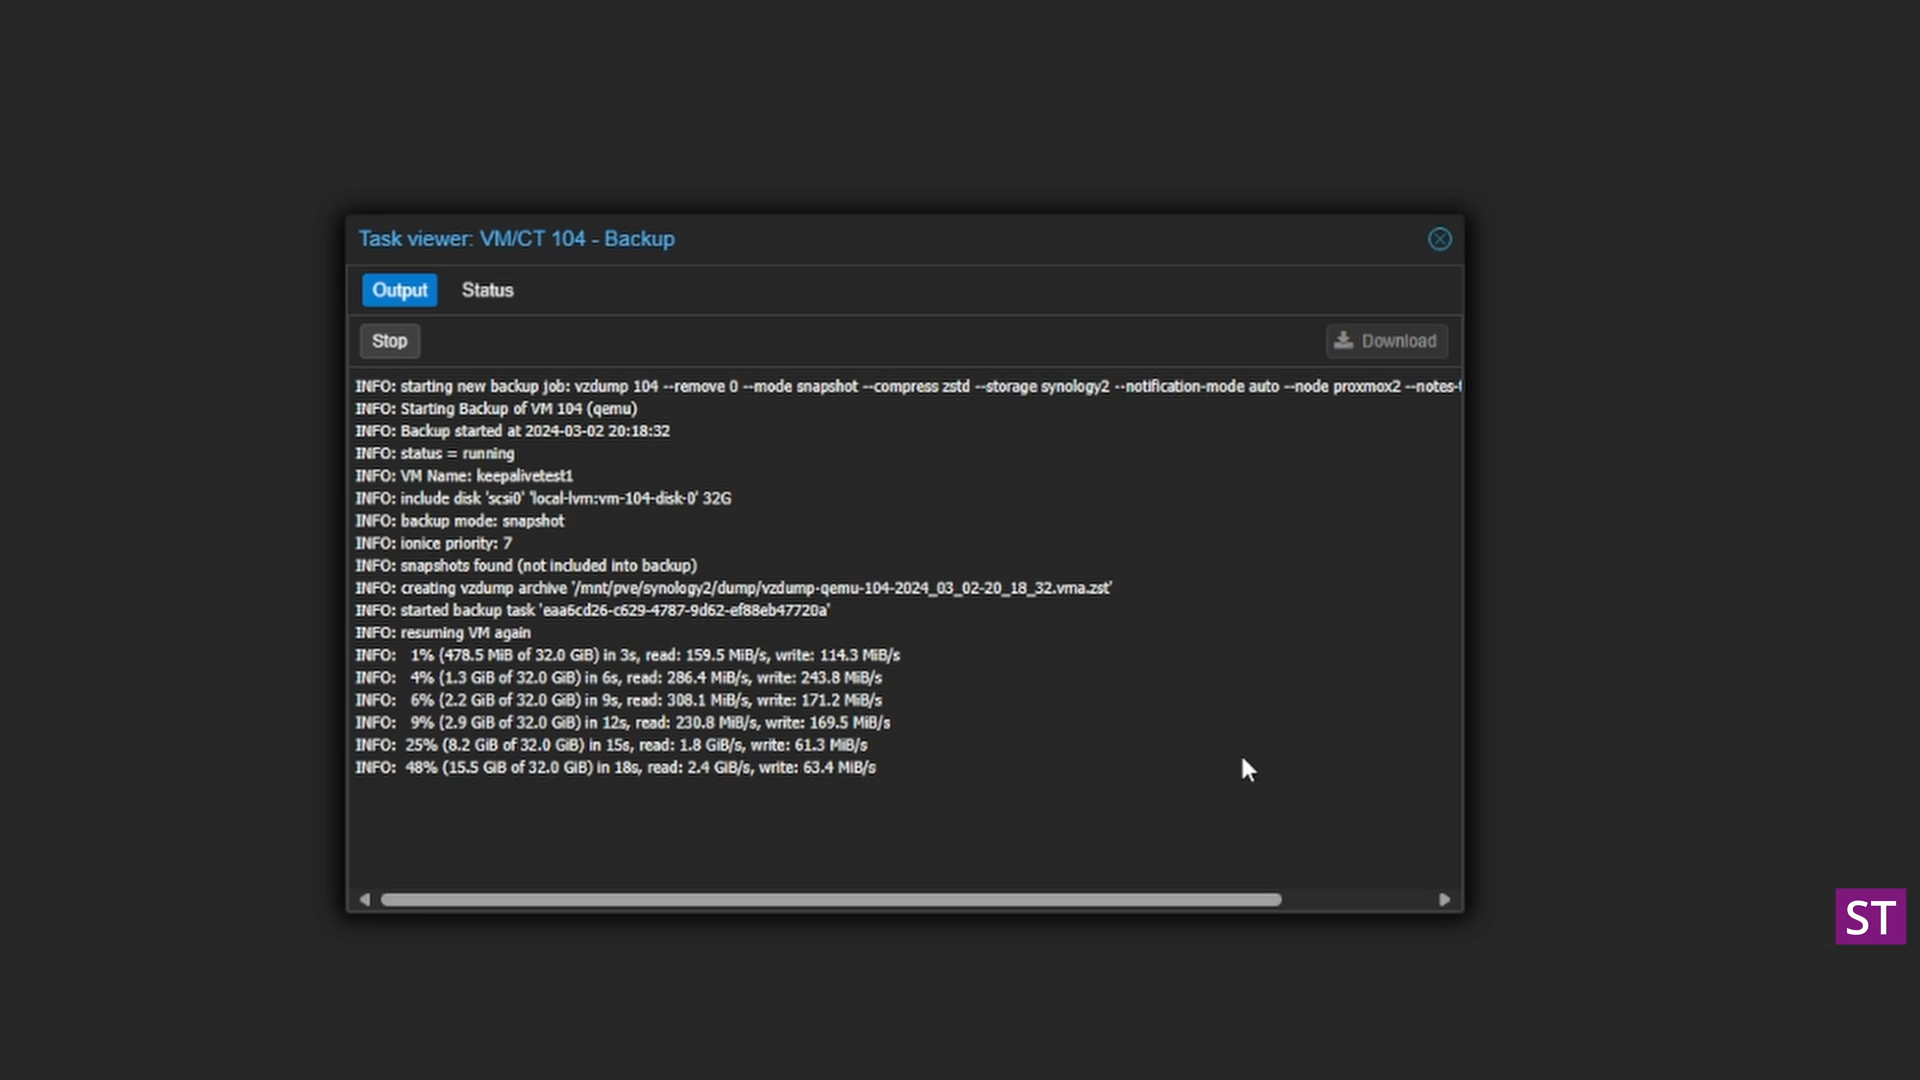 Task viewer: VM/CT 104 - Backup
Output Status
Stop Download
INFO: starting new backup job: vzdump 104 --remove 0 --mode snapshot --compress zstd --storage synology2 --notification-mode auto --node proxmox2 --notes-
INFO: Starting Backup of VM 104 (qemu)
INFO: Backup started at 2024-03-02 20:18:32
INFO: status = running
INFO: VM Name: keepalivetest1
INFO: include disk 'scsi0' 'local-lvm:vm-104-disk-0' 32G
INFO: backup mode: snapshot
INFO: ionice priority: 7
INFO: snapshots found (not included into backup)
INFO: creating vzdump archive '/mnt/pve/synology2/dump/vzdump-qemu-104-2024_03_02-20_18_32.vma.zst'
INFO: started backup task 'eaa6cd26-c629-4787-9d62-ef88eb47720a'
INFO: resuming VM again
INFO: 1% (478.5 MiB of 32.0 GiB) in 3s, read: 159.5 MiB/s, write: 114.3 MiB/s
INFO: 4% (1.3 GiB of 32.0 GiB) in 6s, read: 286.4 MiB/s, write: 243.8 MiB/s
INFO: 6% (2.2 GiB of 32.0 GiB) in 9s, read: 308.1 MiB/s, write: 171.2 MiB/s
INFO: 9% (2.9 GiB of 32.0 GiB) in 12s, read: 230.8 MiB/s, write: 169.5 MiB/s
INFO: 25% (8.2 GiB of 32.0 GiB) in 15s, read: 1.8 GiB/s, write: 61.3 MiB/s
INFO: 48% (15.5 GiB of 32.0 GiB) in 18s, read: 2.4 GiB/s, write: 63.4 MiB/s
ST